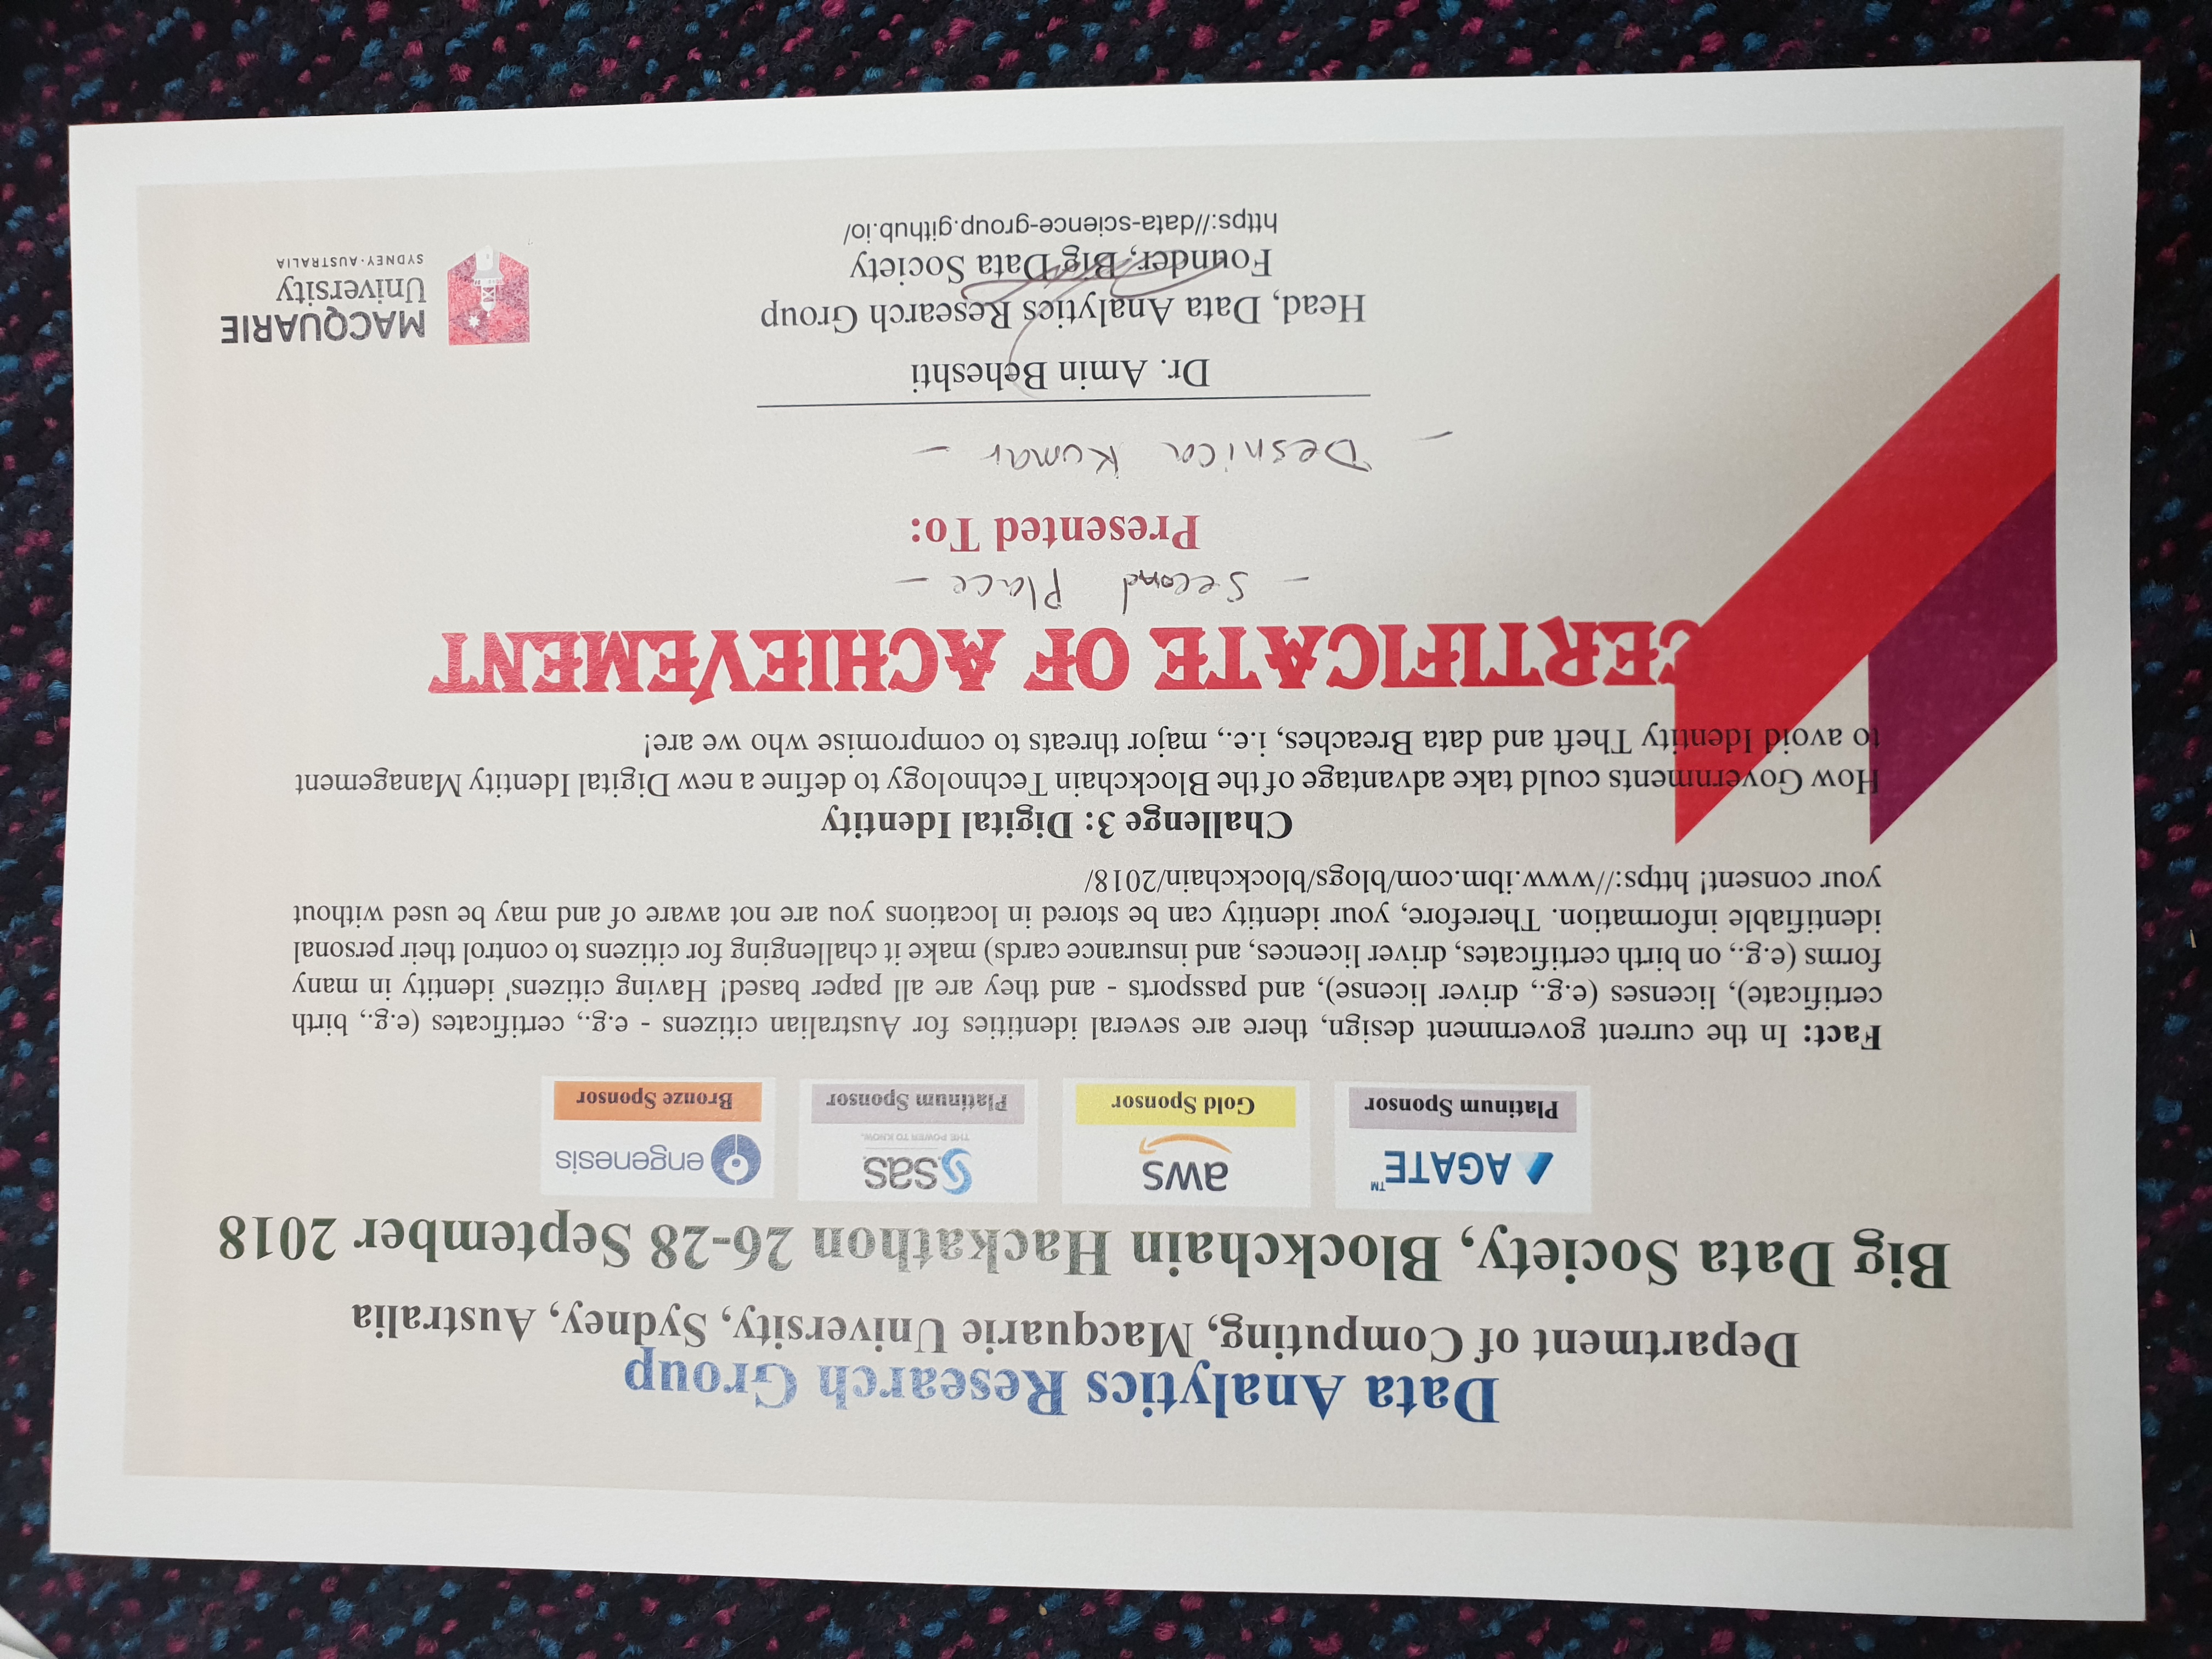 Data Analytics Research Group
Department of Computing, Macquarie University, Sydney, Australia
Big Data Society, Blockchain Hackathon 26-28 September 2018
AGATE™
Platinum Sponsor
aws
Gold Sponsor
sas
THE POWER TO KNOW.
Platinum Sponsor
engenesis
Bronze Sponsor
Fact: In the current government design, there are several identities for Australian citizens - e.g., certificates (e.g., birth
certificate), licenses (e.g., driver license), and passports - and they are all paper based! Having citizens' identity in many
forms (e.g., on birth certificates, driver licences, and insurance cards) make it challenging for citizens to control their personal
identifiable information. Therefore, your identity can be stored in locations you are not aware of and may be used without
your consent! https://www.ibm.com/blogs/blockchain/2018/
Challenge 3: Digital Identity
How Governments could take advantage of the Blockchain Technology to define a new Digital Identity Management
to avoid Identity Theft and data Breaches, i.e., major threats to compromise who we are!
CERTIFICATE OF ACHIEVEMENT
- Second Place -
Presented To:
- Desnica Kumar -
Dr. Amin Beheshti
Head, Data Analytics Research Group
Founder, Big Data Society
https://data-science-group.github.io/
MACQUARIE
University
SYDNEY·AUSTRALIA